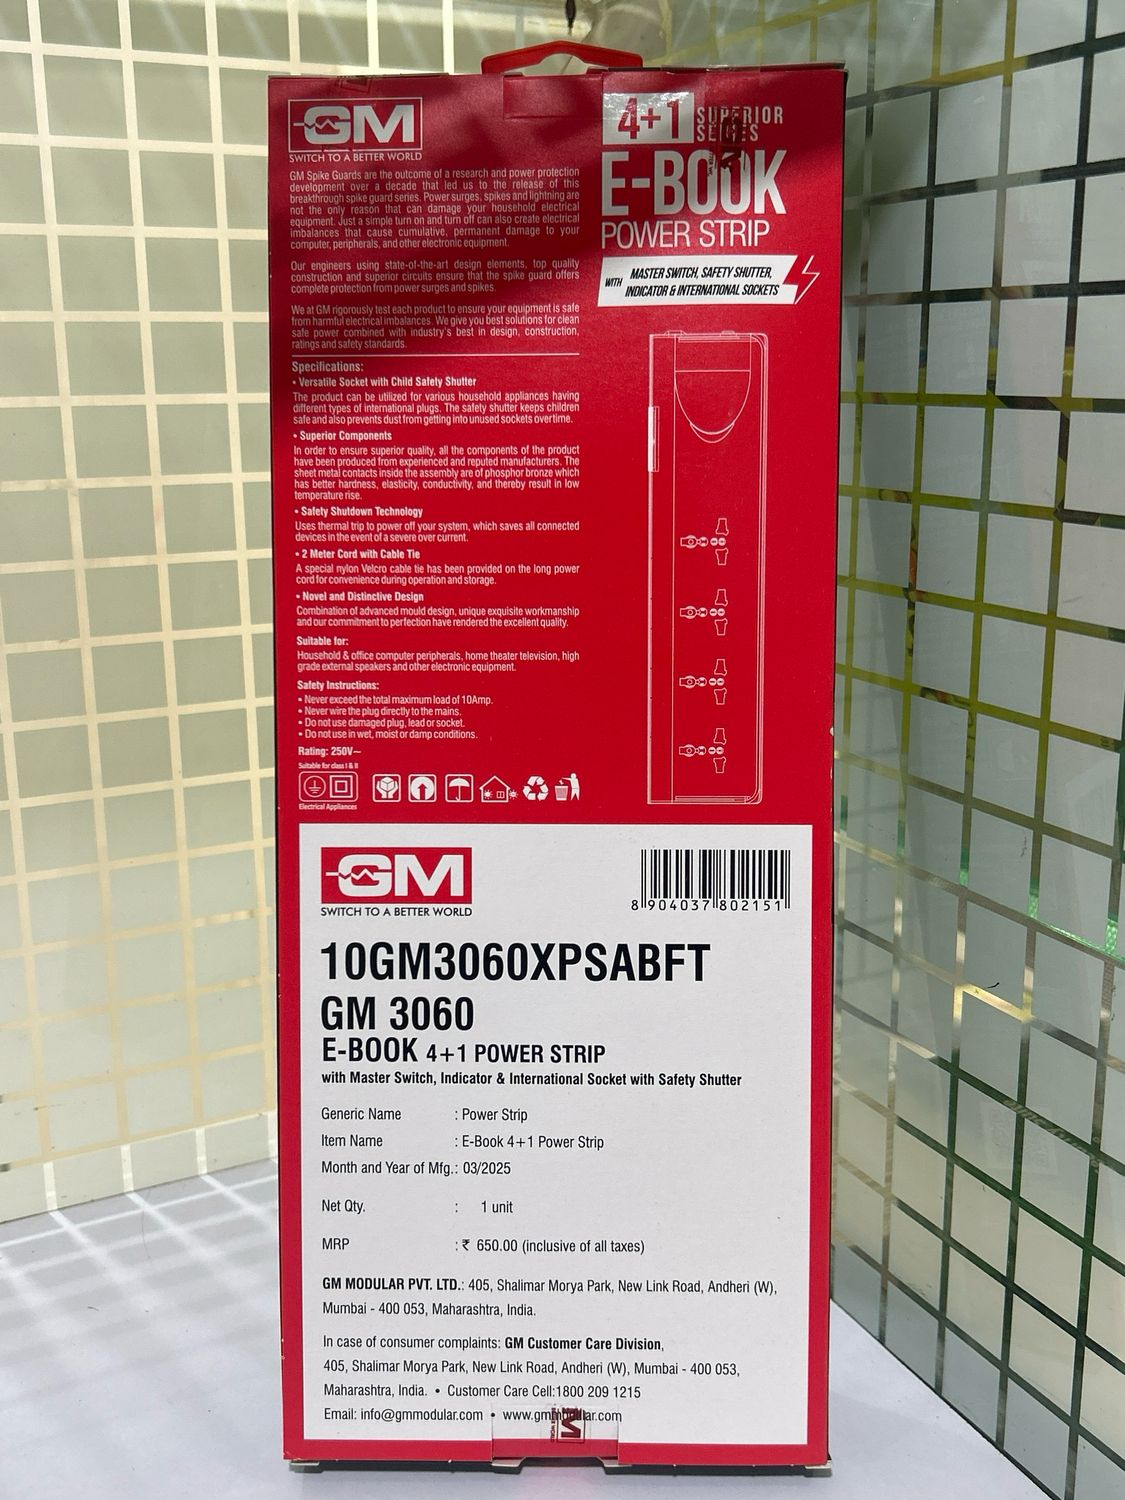 GM
SWITCH TO A BETTER WORLD
GM Spike Guards are the outcome of a research and power protection
development over a decade that led us to the release of this
breakthrough spike guard series. Power surges, spikes and lightning are
not the only reason that can damage your household electrical
equipment. Just a simple turn on and turn off can also create electrical
imbalances that cause cumulative, permanent damage to your
computer, peripherals, and other electronic equipment.
Our engineers using state-of-the-art design elements, top quality
construction and superior circuits ensure that the spike guard offers
complete protection from power surges and spikes.
We at GM rigorously test each product to ensure your equipment is safe
from harmful electrical imbalances. We give you best solutions for clean
safe power combined with industry's best in design, construction,
ratings and safety standards.
Specifications:
• Versatile Socket with Child Safety Shutter
The product can be utilized for various household appliances having
different types of international plugs. The safety shutter keeps children
safe and also prevents dust from getting into unused sockets overtime.
• Superior Components
In order to ensure superior quality, all the components of the product
have been produced from experienced and reputed manufacturers. The
sheet metal contacts inside the assembly are of phosphor bronze which
has better hardness, elasticity, conductivity, and thereby result in low
temperature rise.
• Safety Shutdown Technology
Uses thermal trip to power off your system, which saves all connected
devices in the event of a severe over current.
• 2 Meter Cord with Cable Tie
A special nylon Velcro cable tie has been provided on the long power
cord for convenience during operation and storage.
• Novel and Distinctive Design
Combination of advanced mould design, unique exquisite workmanship
and our commitment to perfection have rendered the excellent quality.
Suitable for:
Household & office computer peripherals, home theater television, high
grade external speakers and other electronic equipment.
Safety Instructions:
• Never exceed the total maximum load of 10Amp.
• Never wire the plug directly to the mains.
• Do not use damaged plug, lead or socket.
• Do not use in wet, moist or damp conditions.
Rating: 250V~
Suitable for class I & II
Electrical Appliances
4+1 SUPERIOR
SERIES
E-BOOK
POWER STRIP
WITH MASTER SWITCH, SAFETY SHUTTER,
INDICATOR & INTERNATIONAL SOCKETS
GM
SWITCH TO A BETTER WORLD
8 904037 802151
10GM3060XPSABFT
GM 3060
E-BOOK 4+1 POWER STRIP
with Master Switch, Indicator & International Socket with Safety Shutter
Generic Name : Power Strip
Item Name : E-Book 4+1 Power Strip
Month and Year of Mfg.: 03/2025
Net Qty. : 1 unit
MRP : ₹ 650.00 (inclusive of all taxes)
GM MODULAR PVT. LTD.: 405, Shalimar Morya Park, New Link Road, Andheri (W),
Mumbai - 400 053, Maharashtra, India.
In case of consumer complaints: GM Customer Care Division,
405, Shalimar Morya Park, New Link Road, Andheri (W), Mumbai - 400 053,
Maharashtra, India. • Customer Care Cell:1800 209 1215
Email: info@gmmodular.com • www.gmmodular.com